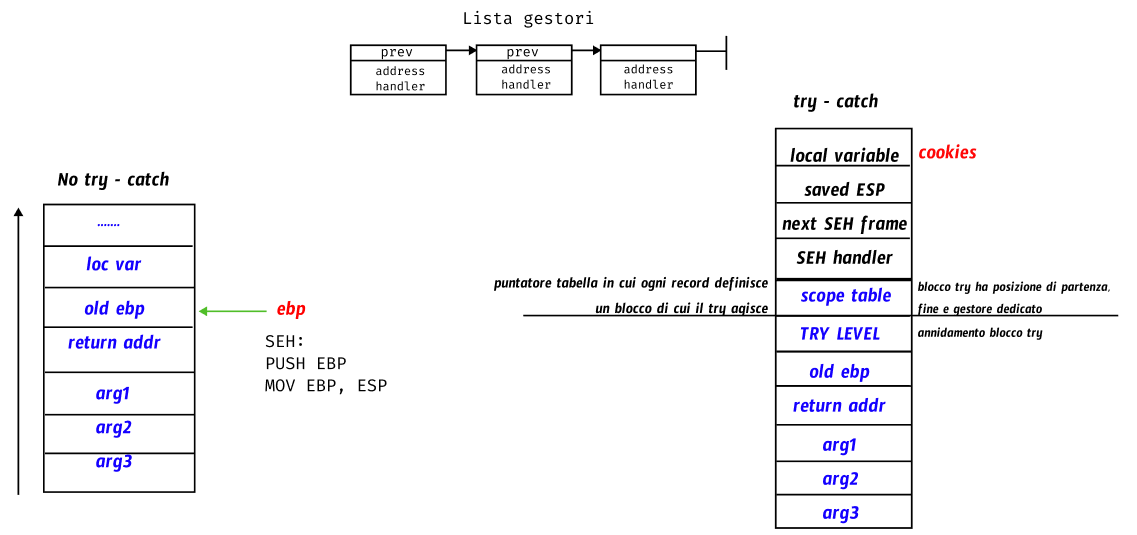 Lista gestori
prev
address
handler
prev
address
handler
address
handler
No try - catch
.......
loc var
old ebp
return addr
arg1
arg2
arg3
ebp
SEH:
PUSH EBP
MOV EBP, ESP
try - catch
local variable
cookies
saved ESP
next SEH frame
SEH handler
puntatore tabella in cui ogni record definisce
un blocco di cui il try agisce
scope table
blocco try ha posizione di partenza,
fine e gestore dedicato
TRY LEVEL
annidamento blocco try
old ebp
return addr
arg1
arg2
arg3